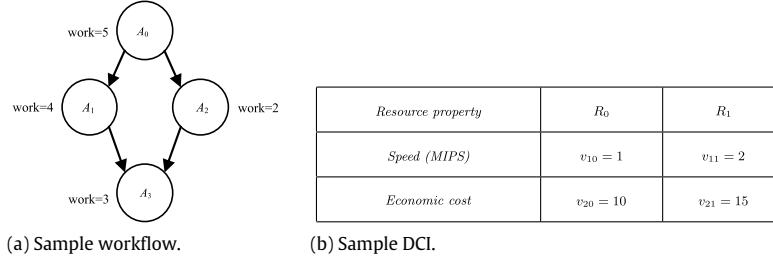 work=5
A₀
work=4
A₁
A₂
work=2
work=3
A₃
(a) Sample workflow.
Resource property R₀ R₁
Speed (MIPS) v₁₀ = 1 v₁₁ = 2
Economic cost v₂₀ = 10 v₂₁ = 15
(b) Sample DCI.